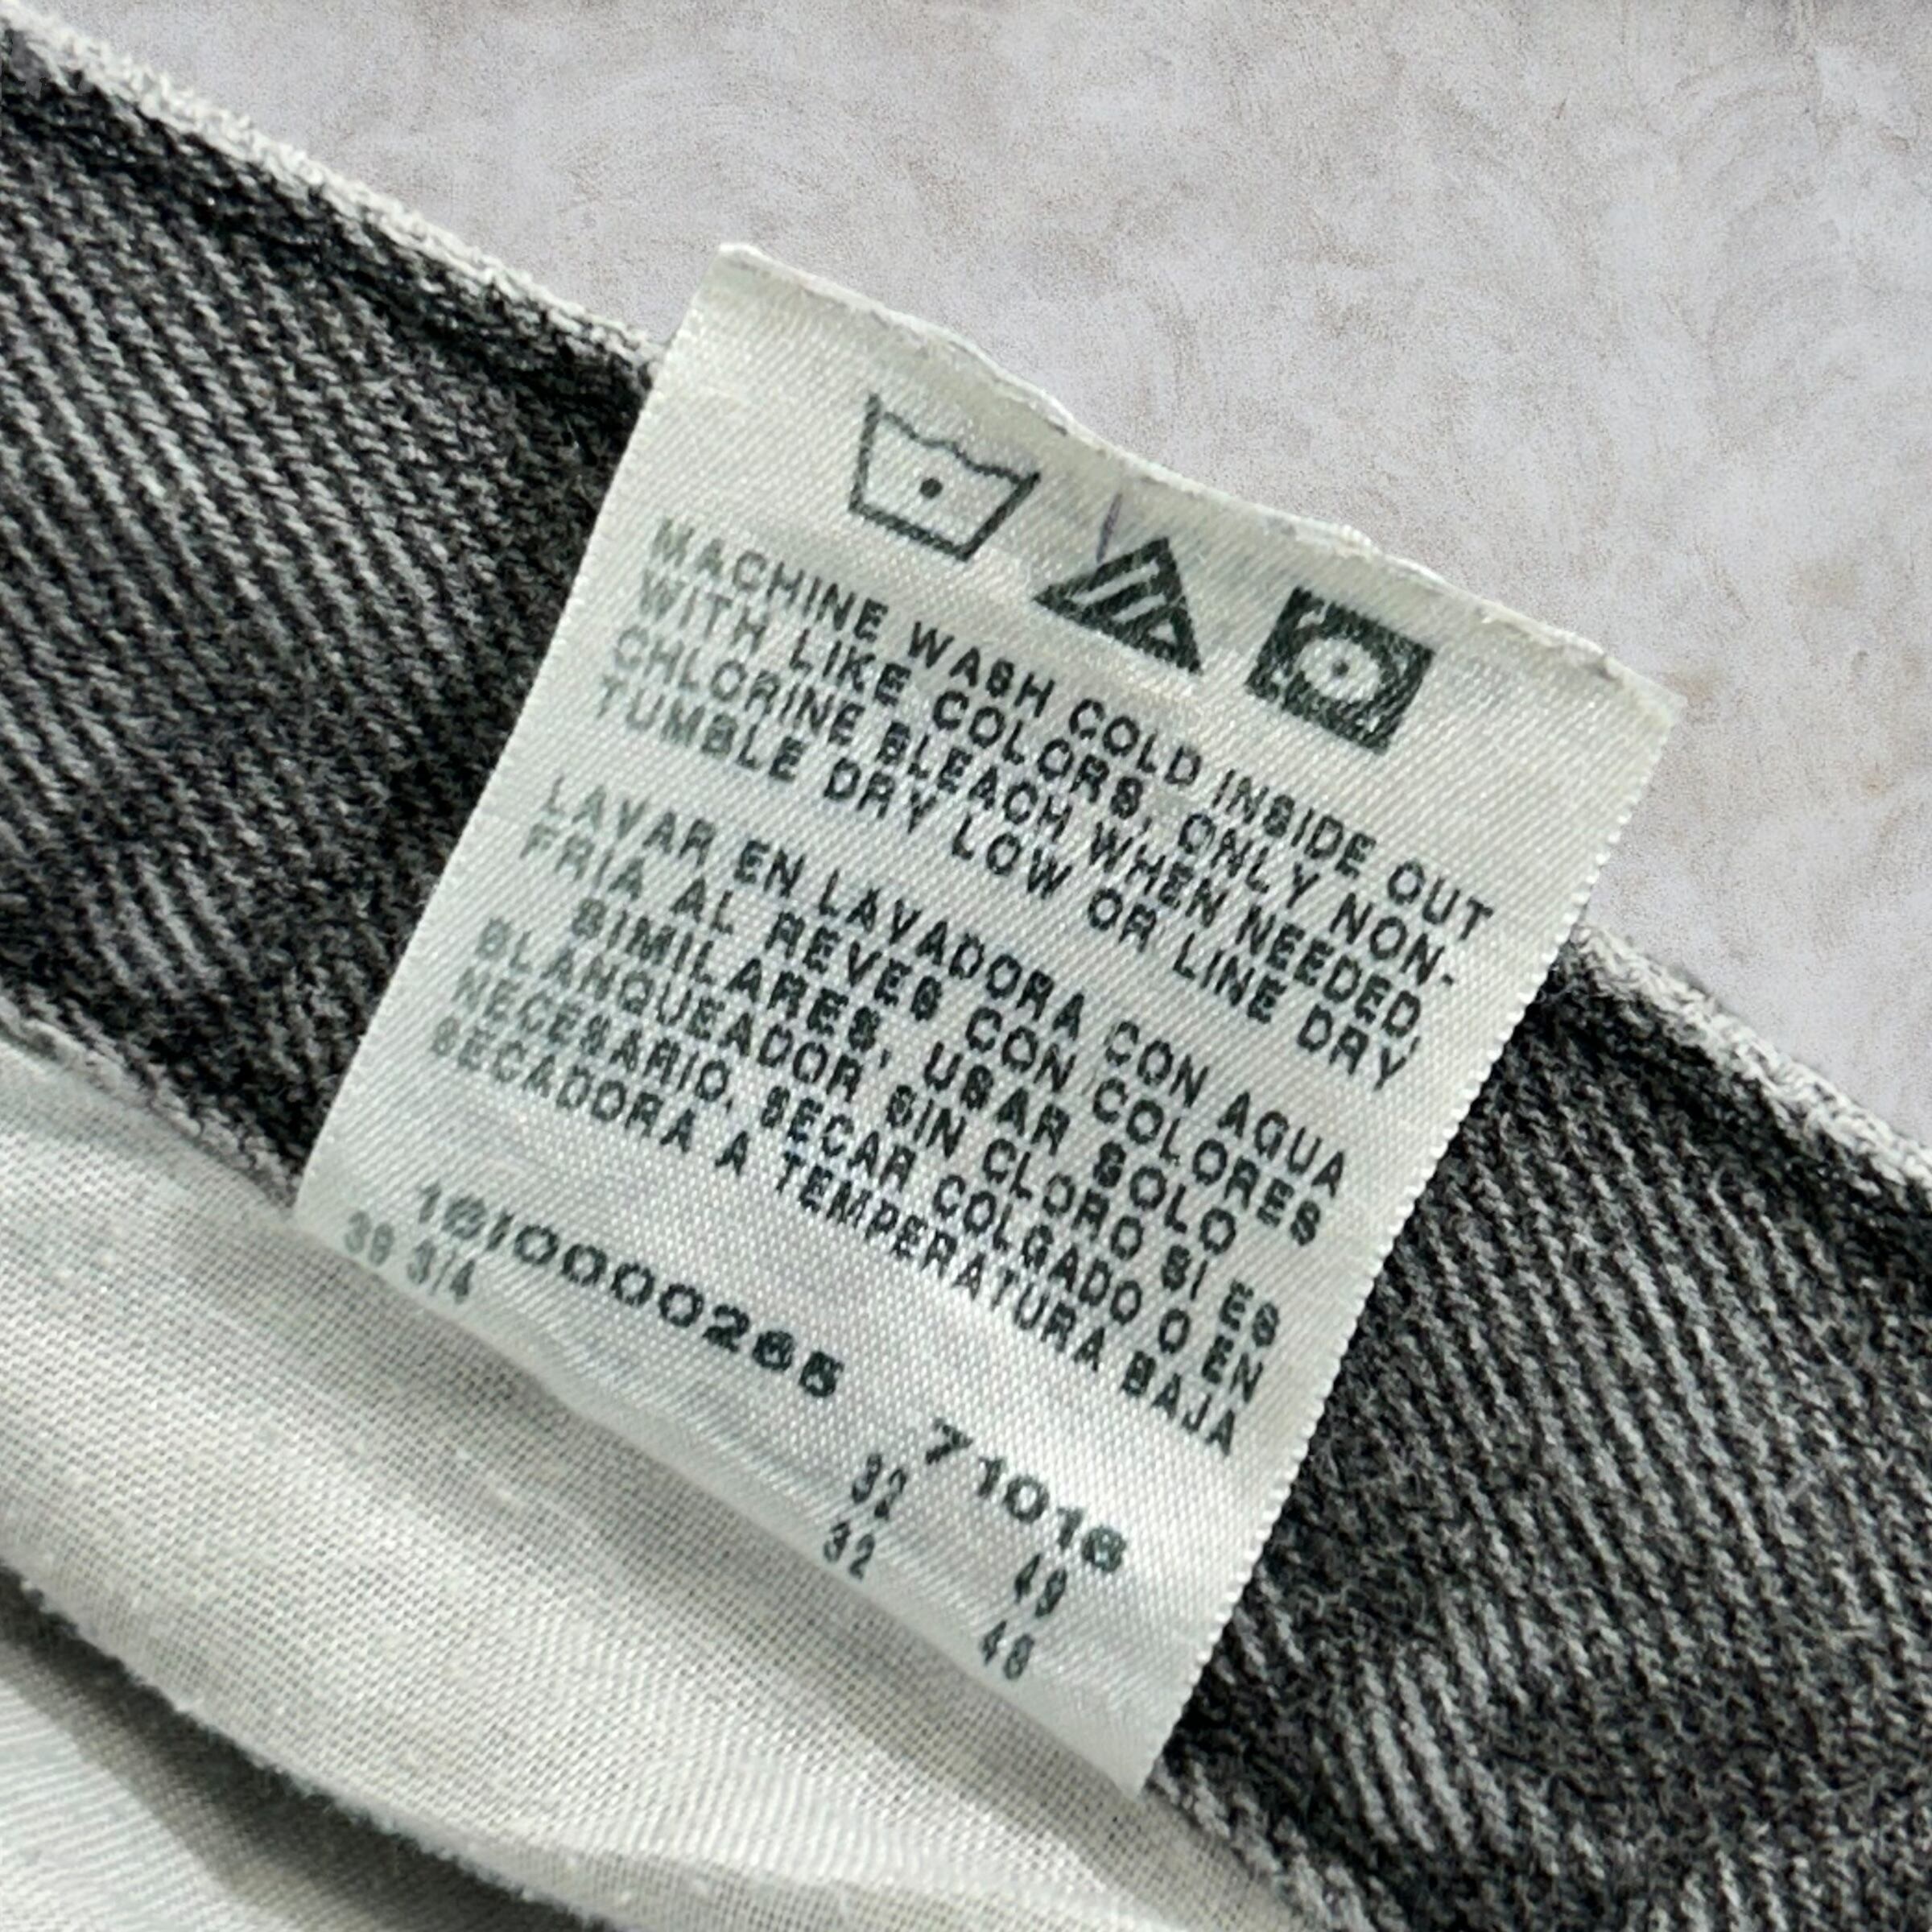 MACHINE WASH COLD INSIDE OUT
WITH LIKE COLORS, ONLY NON-
CHLORINE BLEACH WHEN NEEDED,
TUMBLE DRY LOW OR LINE DRY
LAVAR EN LAVADORA CON AGUA
FRIA AL REVES CON COLORES
SIMILARES, USAR SOLO
BLANQUEADOR SIN CLORO SI ES
NECESARIO, SECAR COLGADO O EN
SECADORA A TEMPERATURA BAJA
71016
39 3/4 32 49
32 48